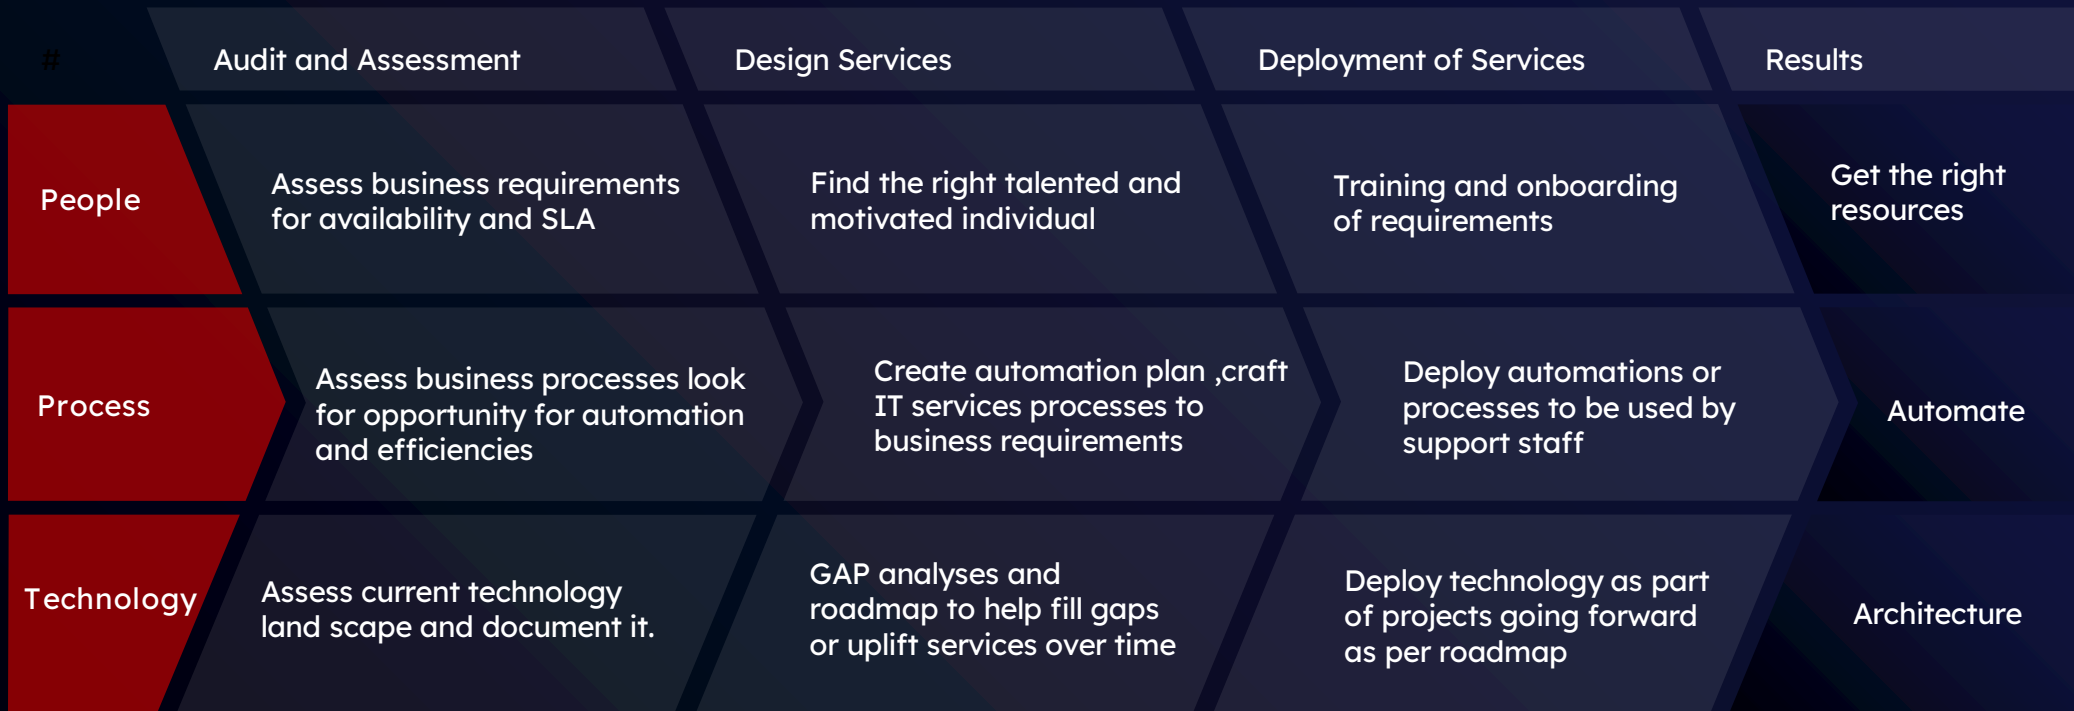 #
Audit and Assessment
Design Services
Deployment of Services
Results
People
Assess business requirements
for availability and SLA
Find the right talented and
motivated individual
Training and onboarding
of requirements
Get the right
resources
Process
Assess business processes look
for opportunity for automation
and efficiencies
Create automation plan ,craft
IT services processes to
business requirements
Deploy automations or
processes to be used by
support staff
Automate
Technology
Assess current technology
land scape and document it.
GAP analyses and
roadmap to help fill gaps
or uplift services over time
Deploy technology as part
of projects going forward
as per roadmap
Architecture